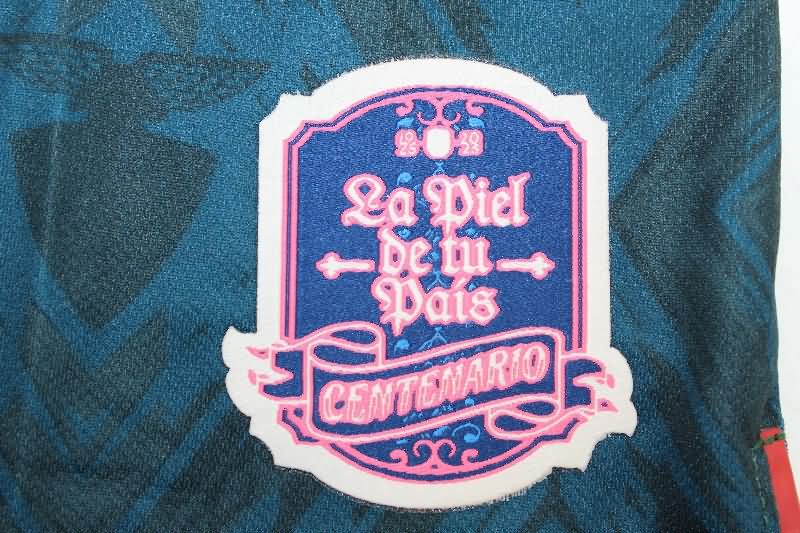 La Piel
de tu
País
CENTENARIO